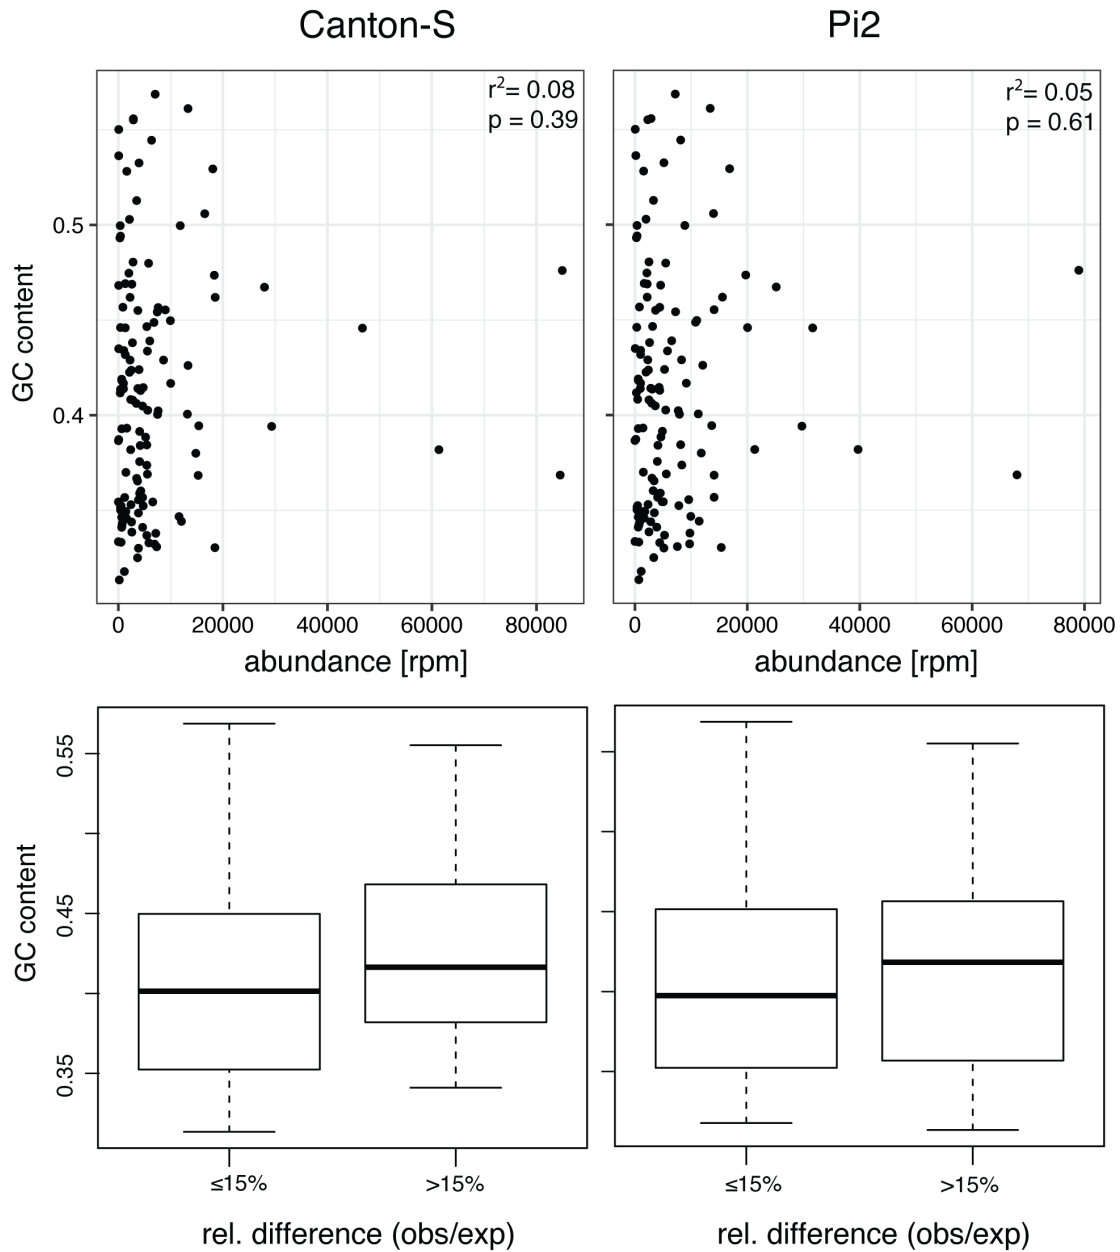 Canton-S
Pi2
r²= 0.08
p = 0.39
r²= 0.05
p = 0.61
GC content
0.5
0.4
0 20000 40000 60000 80000
0 20000 40000 60000 80000
abundance [rpm]
abundance [rpm]
GC content
0.55
0.45
0.35
≤15% >15%
≤15% >15%
rel. difference (obs/exp)
rel. difference (obs/exp)